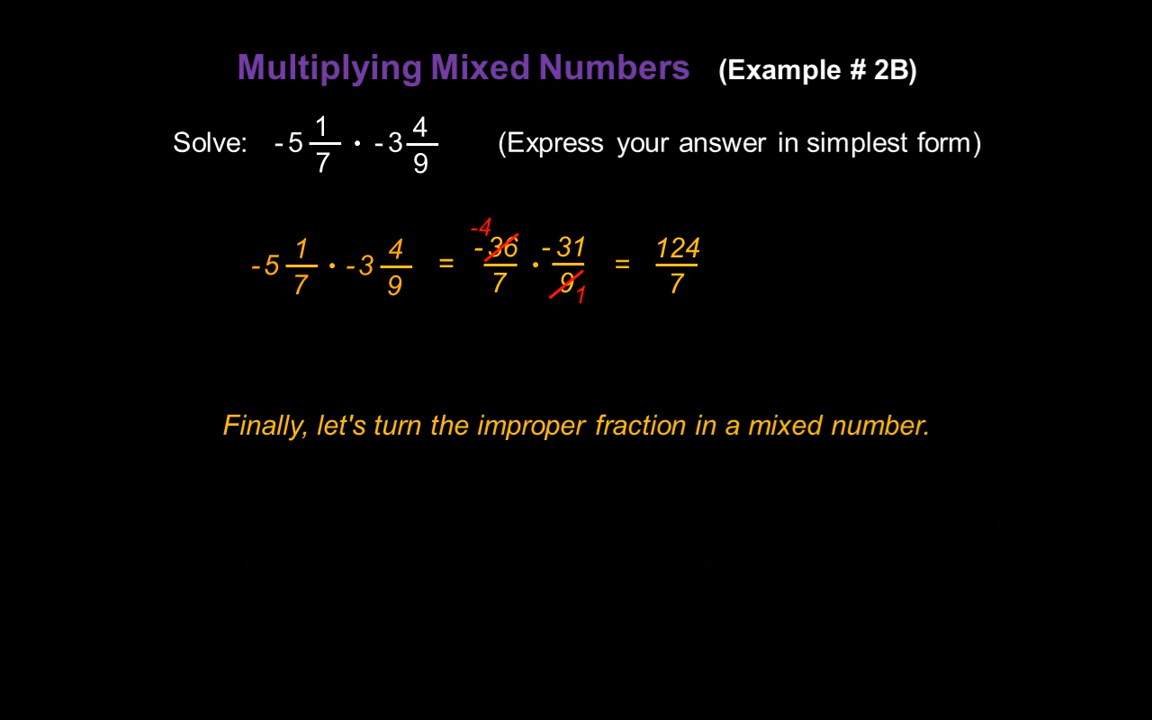 Multiplying Mixed Numbers (Example # 2B)
Solve: -5 1/7 · -3 4/9 (Express your answer in simplest form)
-5 1/7 · -3 4/9 = -36/7 · -31/9 = 124/7
-4
1
Finally, let's turn the improper fraction in a mixed number.